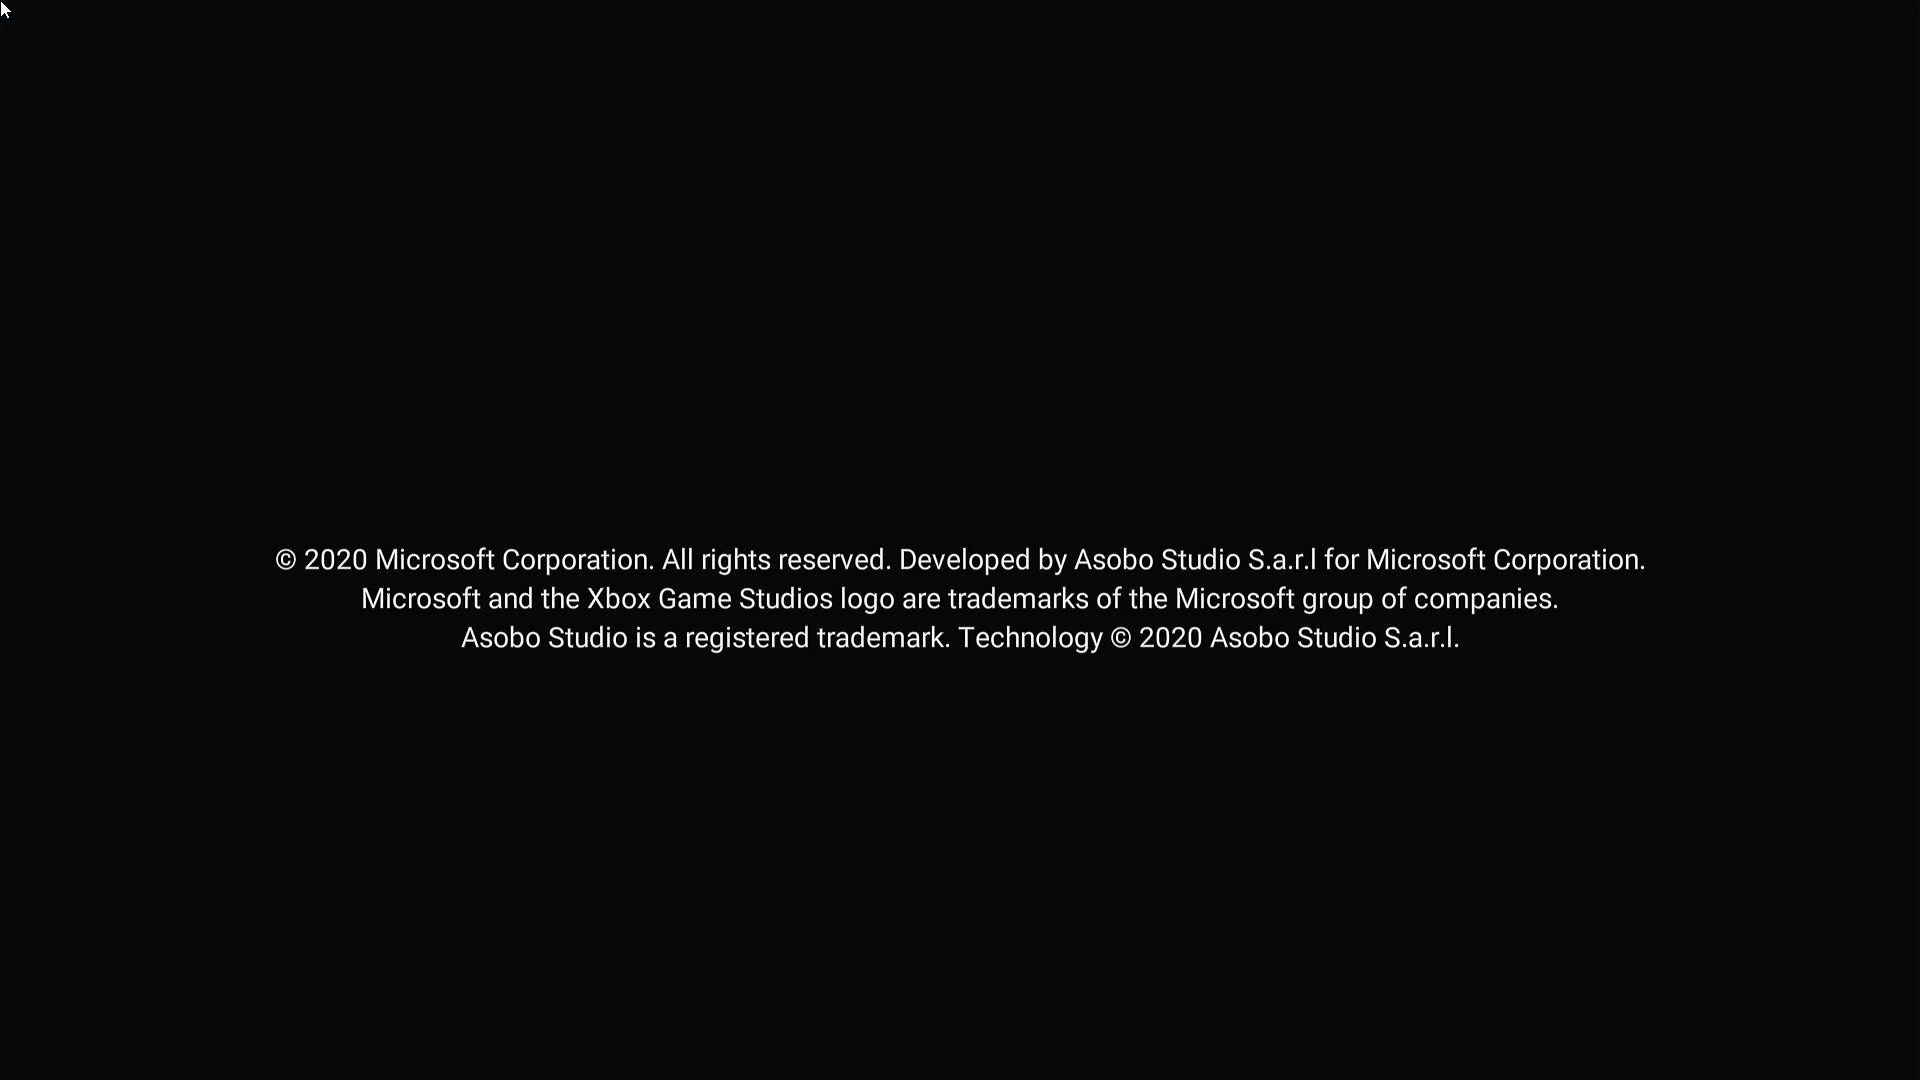 © 2020 Microsoft Corporation. All rights reserved. Developed by Asobo Studio S.a.r.l for Microsoft Corporation.
Microsoft and the Xbox Game Studios logo are trademarks of the Microsoft group of companies.
Asobo Studio is a registered trademark. Technology © 2020 Asobo Studio S.a.r.l.